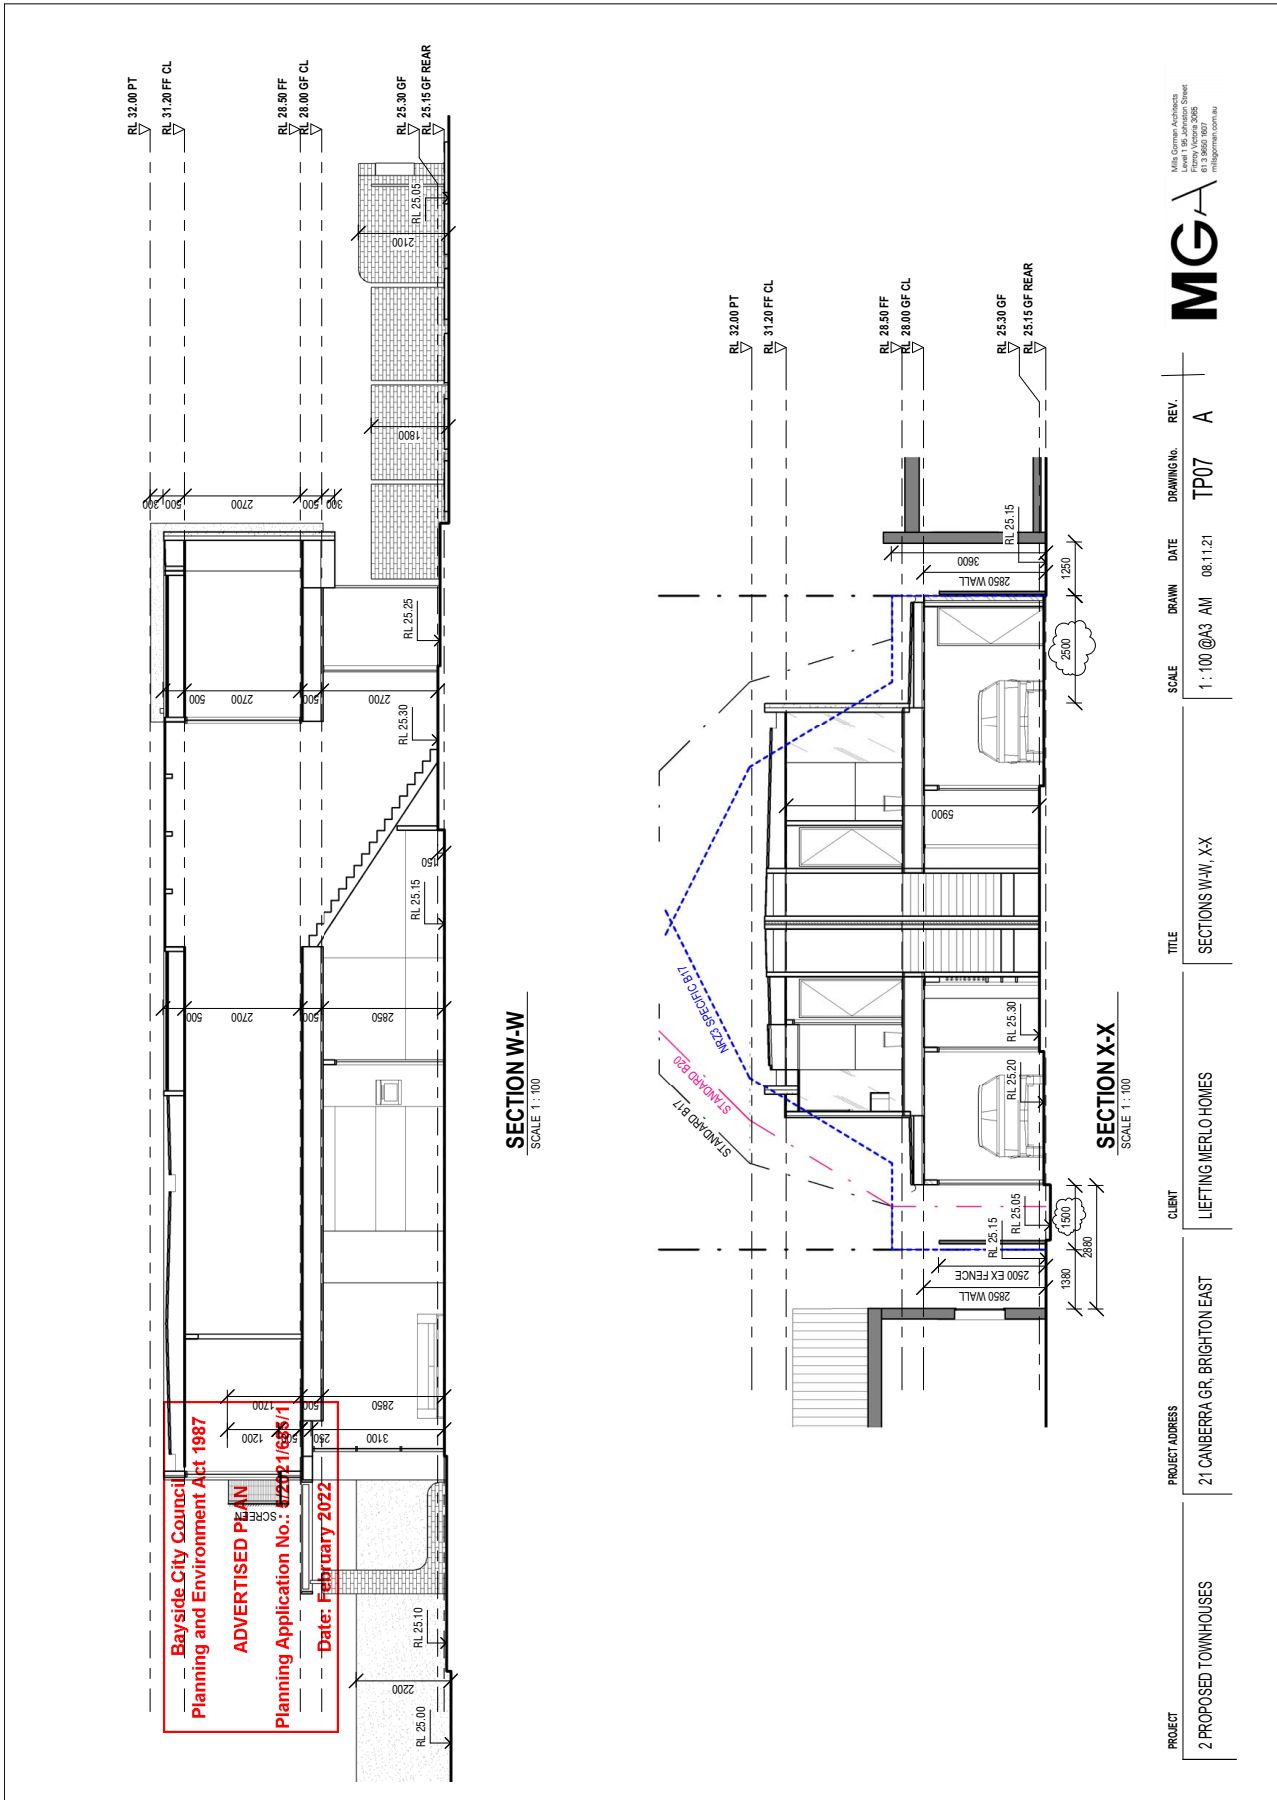 RL 32.00 PT
RL 31.20 FF CL
RL 28.50 FF
RL 28.00 GF CL
RL 25.30 GF
RL 25.15 GF REAR
300
500
2700
500
300
2100
RL 25.05
1800
500
2700
500
2700
RL 25.25
RL 25.30
150
RL 25.15
500
2700
500
2850
1700
500
2850
1200
500
250
3100
SCREEN
RL 25.10
2200
RL 25.00
Bayside City Council
Planning and Environment Act 1987
ADVERTISED PLAN
Planning Application No.: 5/2021/685/1
Date: February 2022
SECTION W-W
SCALE 1 : 100
RL 32.00 PT
RL 31.20 FF CL
RL 28.50 FF
RL 28.00 GF CL
RL 25.30 GF
RL 25.15 GF REAR
NRZ3 SPECIFIC B17
STANDARD B20
STANDARD B17
3600
2850 WALL
RL 25.15
1250
2500
5900
RL 25.30
RL 25.20
RL 25.05
RL 25.15
1500
2880
1380
2500 EX FENCE
2850 WALL
SECTION X-X
SCALE 1 : 100
PROJECT
2 PROPOSED TOWNHOUSES
PROJECT ADDRESS
21 CANBERRA GR, BRIGHTON EAST
CLIENT
LIEFTING MERLO HOMES
TITLE
SECTIONS W-W, X-X
SCALE
1 : 100 @A3
DRAWN
AM
DATE
08.11.21
DRAWING No.
TP07
REV.
A
MGA
Mills Gorman Architects
Level 1 95 Johnston Street
Fitzroy Victoria 3065
61 3 9650 1607
millsgorman.com.au